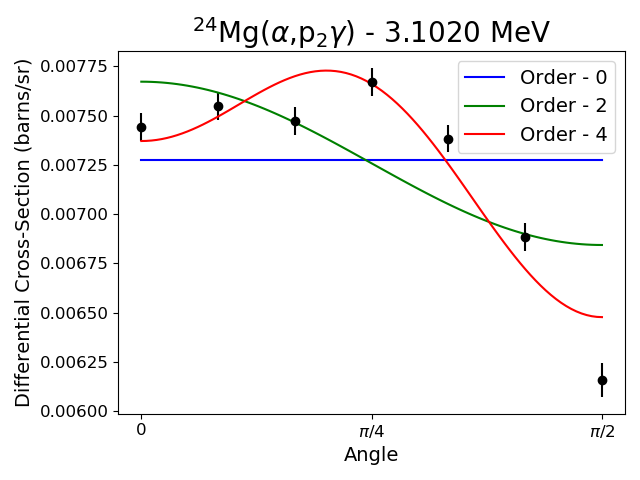 ²⁴Mg(α,p₂γ) - 3.1020 MeV
Differential Cross-Section (barns/sr)
0.00775
0.00750
0.00725
0.00700
0.00675
0.00650
0.00625
0.00600
Order - 0
Order - 2
Order - 4
0
π/4
π/2
Angle